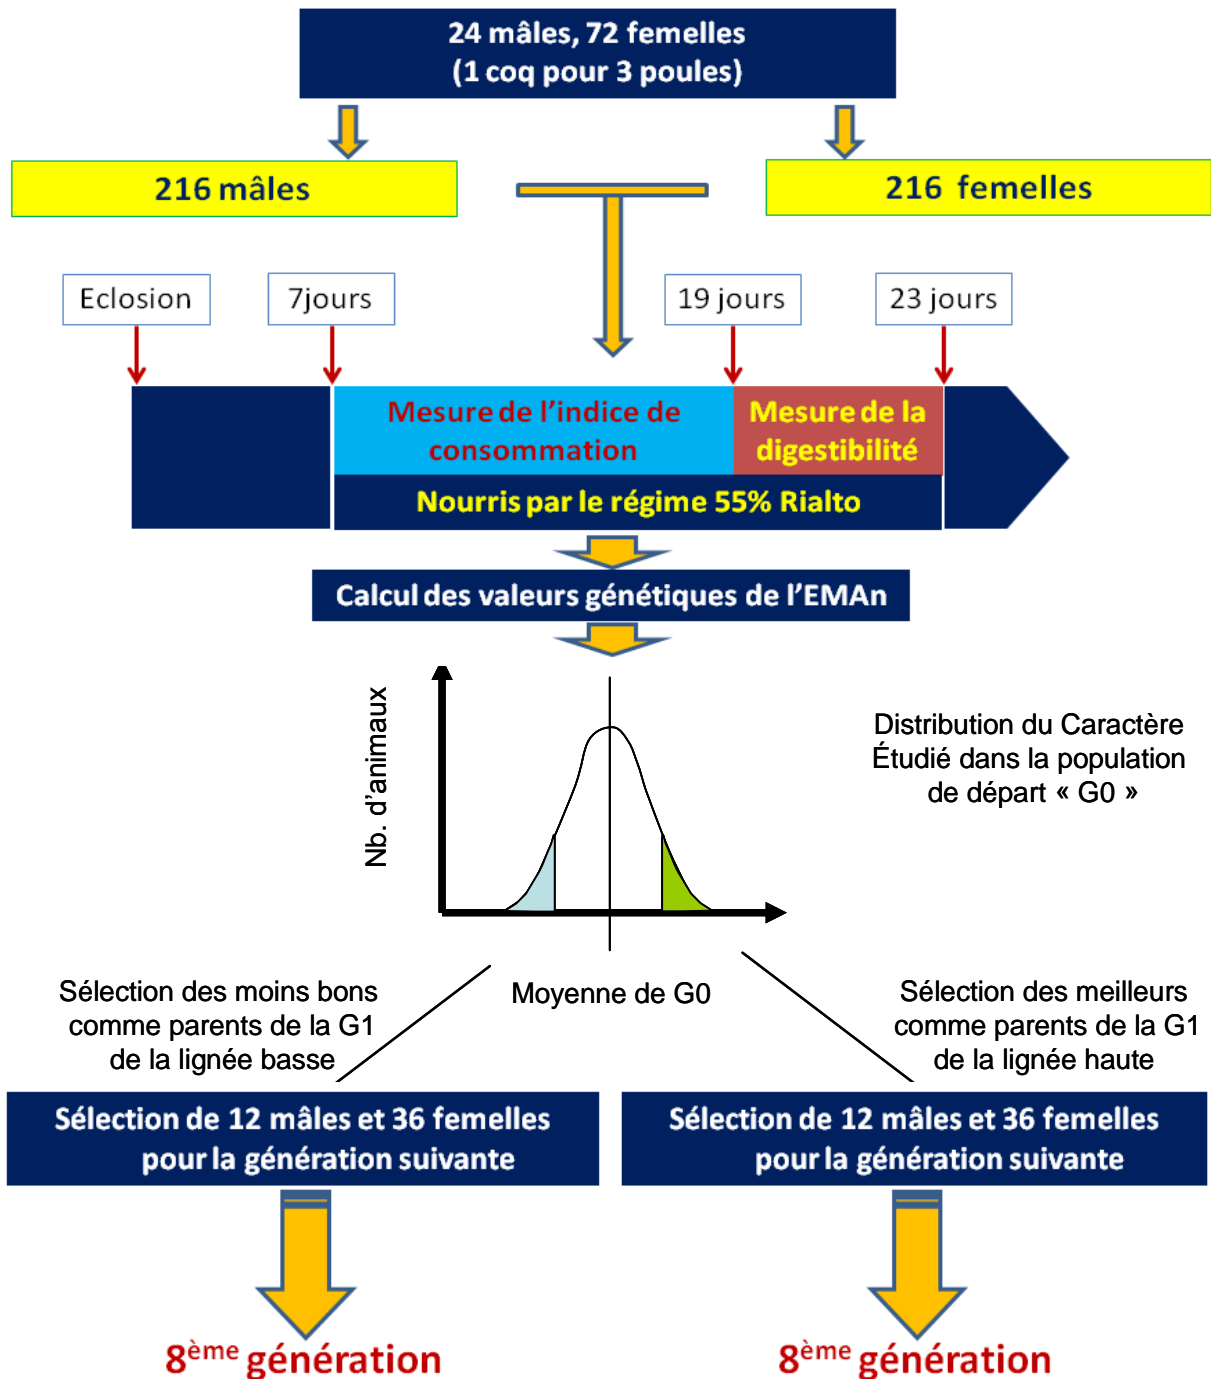 24 mâles, 72 femelles
(1 coq pour 3 poules)
216 mâles
216 femelles
Eclosion
7jours
19 jours
23 jours
Mesure de l’indice de
consommation
Mesure de la
digestibilité
Nourris par le régime 55% Rialto
Calcul des valeurs génétiques de l’EMAn
Nb. d’animaux
Distribution du Caractère
Étudié dans la population
de départ « G0 »
Moyenne de G0
Sélection des moins bons
comme parents de la G1
de la lignée basse
Sélection des meilleurs
comme parents de la G1
de la lignée haute
Sélection de 12 mâles et 36 femelles
pour la génération suivante
Sélection de 12 mâles et 36 femelles
pour la génération suivante
8ème génération
8ème génération